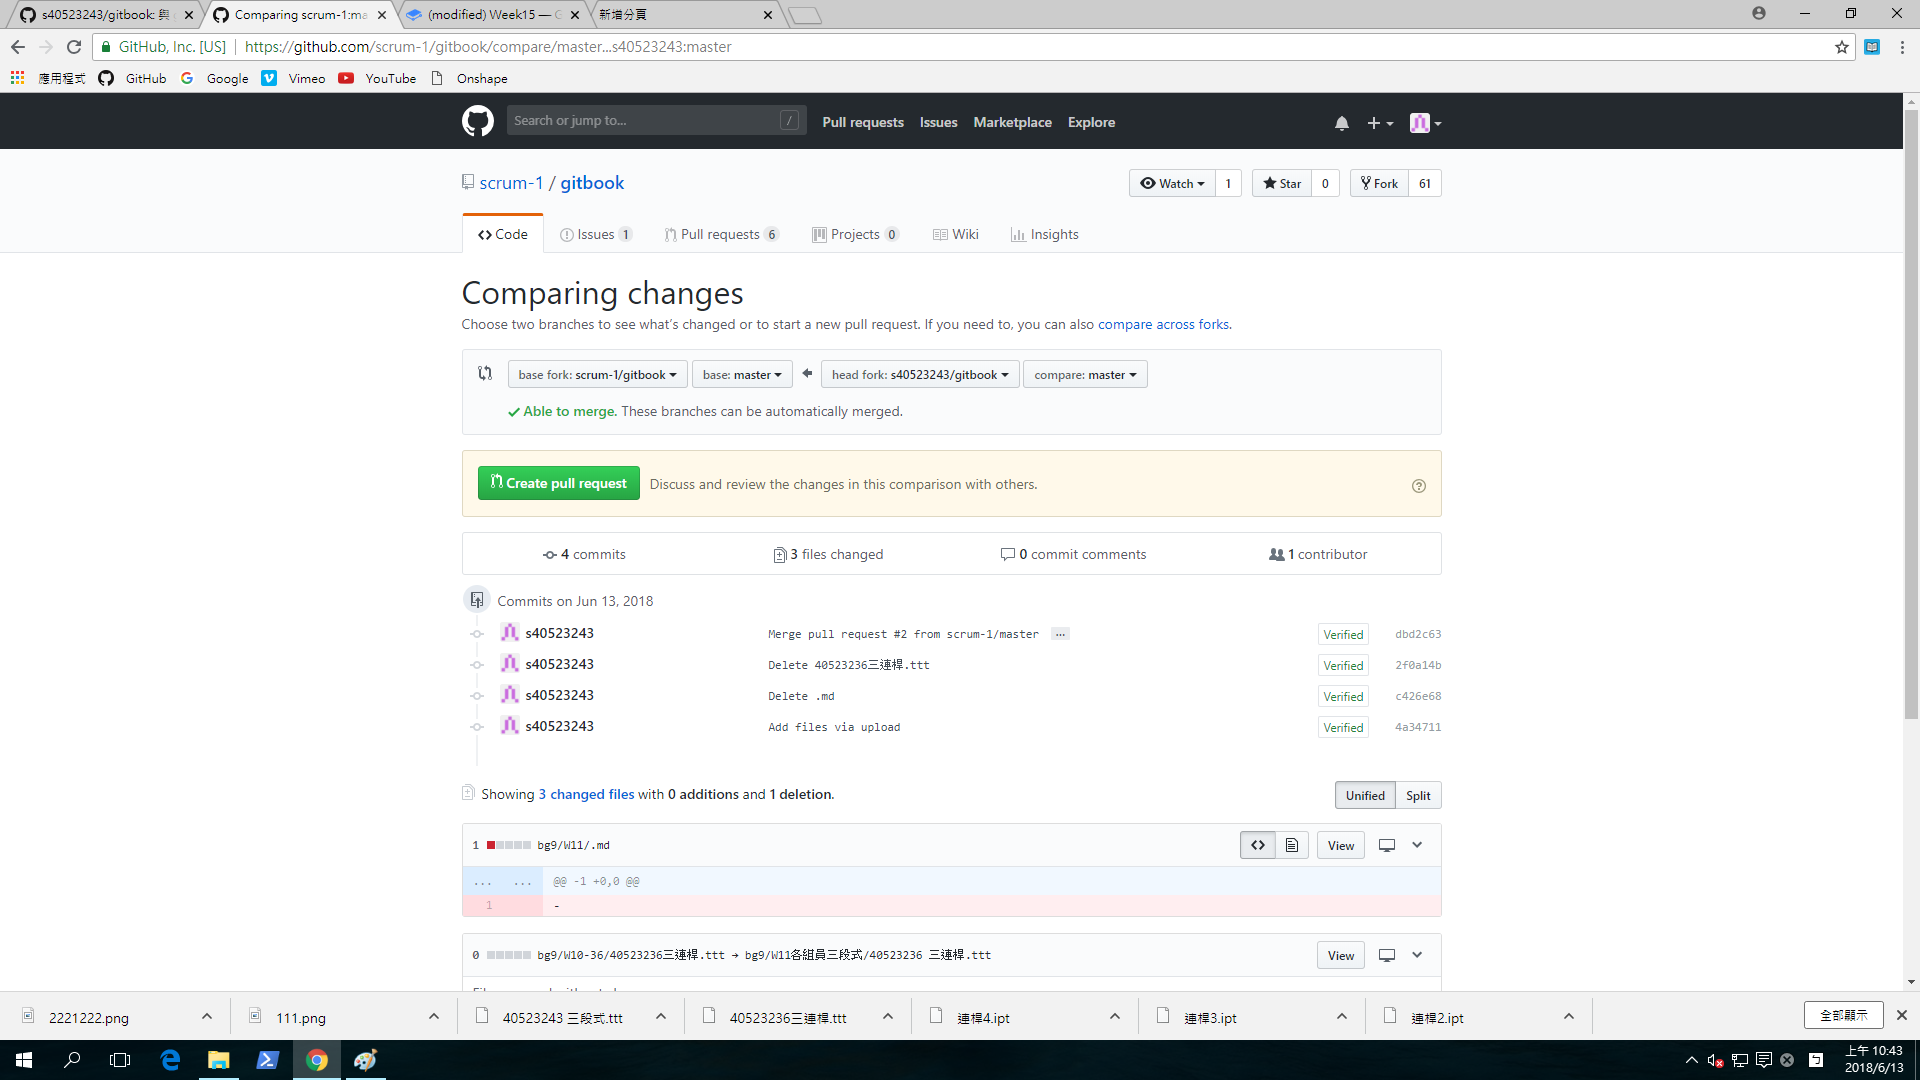 s40523243/gitbook: 與
Comparing scrum-1:ma
(modified) Week15 — G
新增分頁
GitHub, Inc. [US] https://github.com/scrum-1/gitbook/compare/master...s40523243:master
應用程式 GitHub Google Vimeo YouTube Onshape
Search or jump to... / Pull requests Issues Marketplace Explore
scrum-1 / gitbook
Watch 1 Star 0 Fork 61
Code Issues 1 Pull requests 6 Projects 0 Wiki Insights
Comparing changes
Choose two branches to see what's changed or to start a new pull request. If you need to, you can also compare across forks.
base fork: scrum-1/gitbook base: master head fork: s40523243/gitbook compare: master
Able to merge. These branches can be automatically merged.
Create pull request Discuss and review the changes in this comparison with others.
4 commits 3 files changed 0 commit comments 1 contributor
Commits on Jun 13, 2018
s40523243 Merge pull request #2 from scrum-1/master … Verified dbd2c63
s40523243 Delete 40523236三連桿.ttt Verified 2f0a14b
s40523243 Delete .md Verified c426e68
s40523243 Add files via upload Verified 4a34711
Showing 3 changed files with 0 additions and 1 deletion.
Unified Split
1 bg9/W11/.md View
... ... @@ -1 +0,0 @@
1 -
0 bg9/W10-36/40523236三連桿.ttt → bg9/W11各組員三段式/40523236 三連桿.ttt View
2221222.png 111.png 40523243 三段式.ttt 40523236三連桿.ttt 連桿4.ipt 連桿3.ipt 連桿2.ipt 全部顯示
上午 10:43
2018/6/13